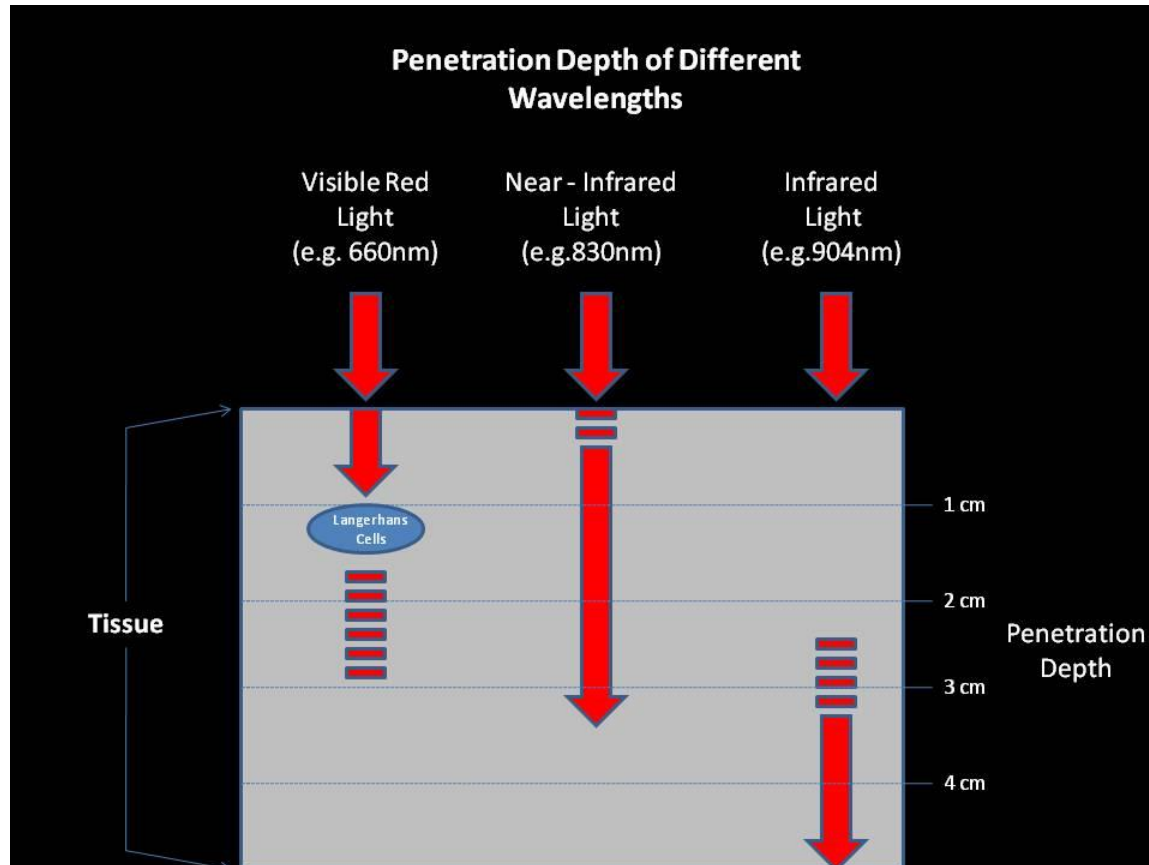 Penetration Depth of Different
Wavelengths
Visible Red
Light
(e.g. 660nm)
Near - Infrared
Light
(e.g.830nm)
Infrared
Light
(e.g.904nm)
Langerhans
Cells
Tissue
1 cm
2 cm
3 cm
4 cm
Penetration
Depth